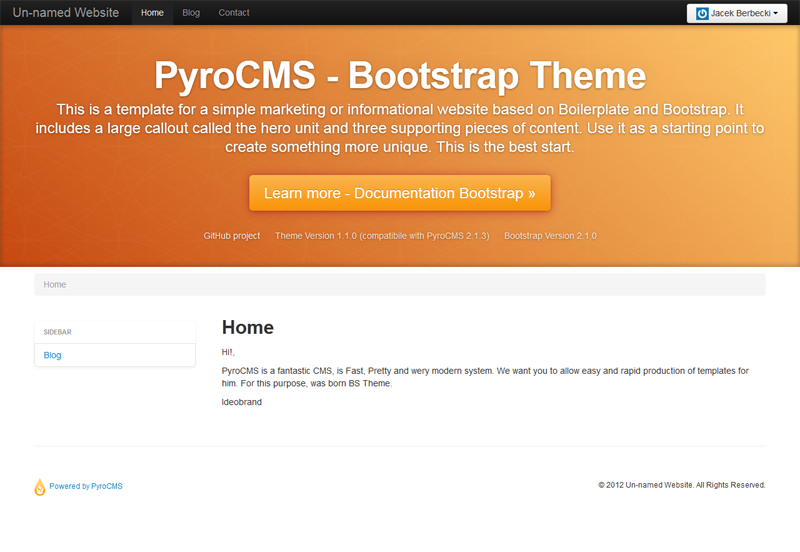 Un-named Website Home Blog Contact Jacek Berbecki
PyroCMS - Bootstrap Theme
This is a template for a simple marketing or informational website based on Boilerplate and Bootstrap. It
includes a large callout called the hero unit and three supporting pieces of content. Use it as a starting point to
create something more unique. This is the best start.
Learn more - Documentation Bootstrap »
GitHub project Theme Version 1.1.0 (compatibile with PyroCMS 2.1.3) Bootstrap Version 2.1.0
Home
SIDEBAR
Blog
Home
Hi!,
PyroCMS is a fantastic CMS, is Fast, Pretty and wery modern system. We want you to allow easy and rapid production of templates for
him. For this purpose, was born BS Theme.
Ideobrand
Powered by PyroCMS
© 2012 Un-named Website. All Rights Reserved.